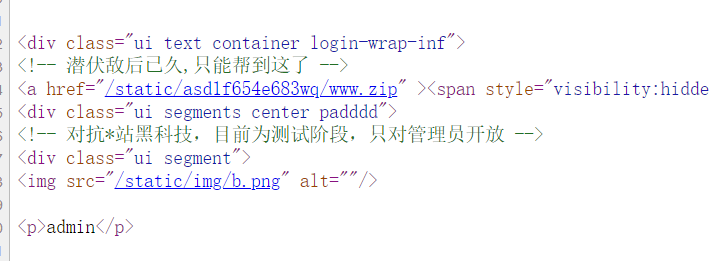 <div class="ui text container login-wrap-inf">
<!-- 潜伏敌后已久,只能帮到这了 -->
<a href="/static/asd1f654e683wq/www.zip" ><span style="visibility:hidde
<div class="ui segments center padddd">
<!-- 对抗*站黑科技，目前为测试阶段，只对管理员开放 -->
<div class="ui segment">
<img src="/static/img/b.png" alt=""/>
<p>admin</p>